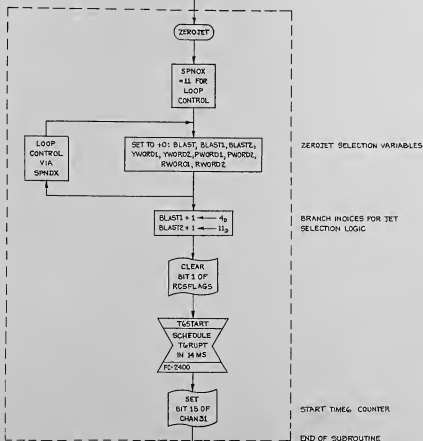 ZEROJET
SPNDX
=11 FOR
LOOP
CONTROL
LOOP
CONTROL
VIA
SPNDX
SET TO +0: BLAST, BLAST1, BLAST2,
YWORD1, YWORD2, PWORD1, PWORD2,
RWORD1, RWORD2
ZEROJET SELECTION VARIABLES
BLAST1 + 1 ← 4D
BLAST2 + 1 ← 11D
BRANCH INDICES FOR JET
SELECTION LOGIC
CLEAR
BIT 1 OF
RCSFLAGS
T6START
SCHEDULE
T6RUPT
IN 14 MS
FC-2400
SET
BIT 15 OF
CHAN31
START TIME6 COUNTER
END OF SUBROUTINE